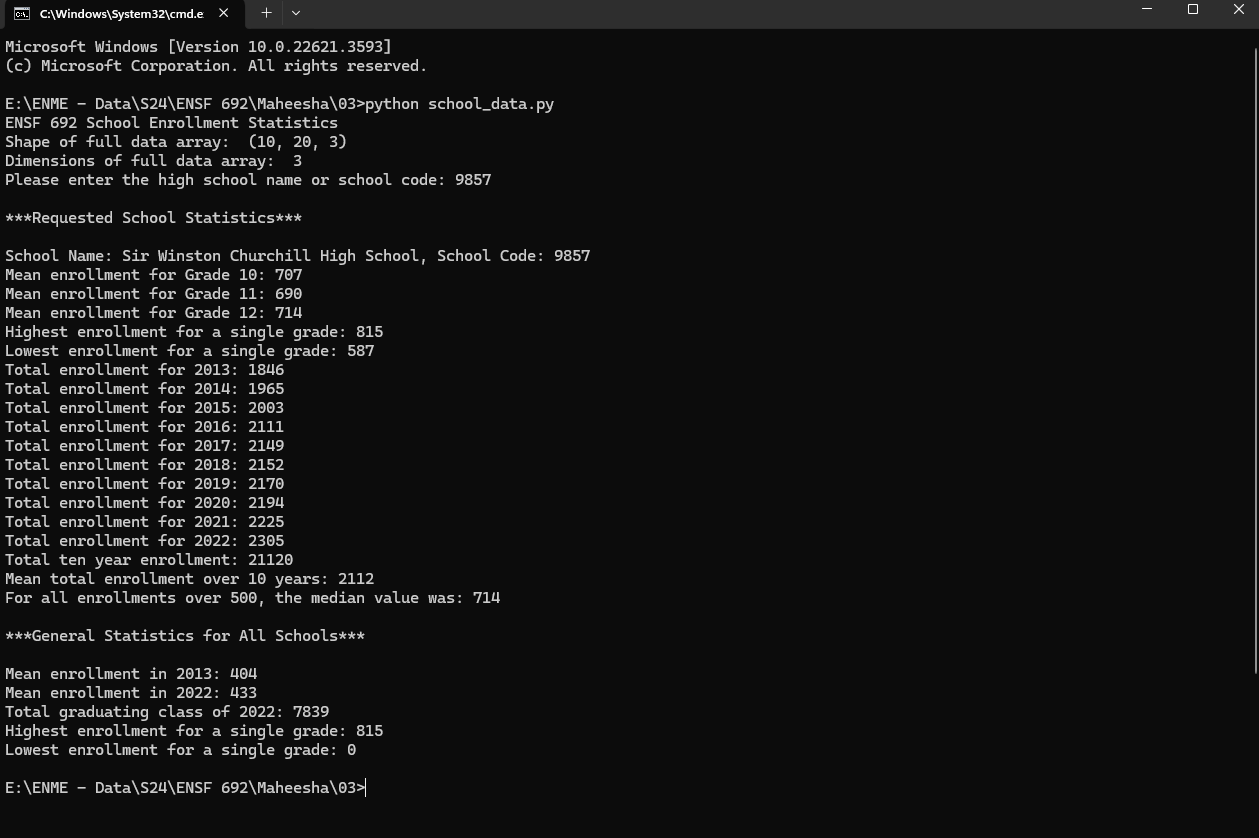 C:\Windows\System32\cmd.e
Microsoft Windows [Version 10.0.22621.3593]
(c) Microsoft Corporation. All rights reserved.
E:\ENME - Data\S24\ENSF 692\Maheesha\03>python school_data.py
ENSF 692 School Enrollment Statistics
Shape of full data array:  (10, 20, 3)
Dimensions of full data array:  3
Please enter the high school name or school code: 9857
***Requested School Statistics***
School Name: Sir Winston Churchill High School, School Code: 9857
Mean enrollment for Grade 10: 707
Mean enrollment for Grade 11: 690
Mean enrollment for Grade 12: 714
Highest enrollment for a single grade: 815
Lowest enrollment for a single grade: 587
Total enrollment for 2013: 1846
Total enrollment for 2014: 1965
Total enrollment for 2015: 2003
Total enrollment for 2016: 2111
Total enrollment for 2017: 2149
Total enrollment for 2018: 2152
Total enrollment for 2019: 2170
Total enrollment for 2020: 2194
Total enrollment for 2021: 2225
Total enrollment for 2022: 2305
Total ten year enrollment: 21120
Mean total enrollment over 10 years: 2112
For all enrollments over 500, the median value was: 714
***General Statistics for All Schools***
Mean enrollment in 2013: 404
Mean enrollment in 2022: 433
Total graduating class of 2022: 7839
Highest enrollment for a single grade: 815
Lowest enrollment for a single grade: 0
E:\ENME - Data\S24\ENSF 692\Maheesha\03>